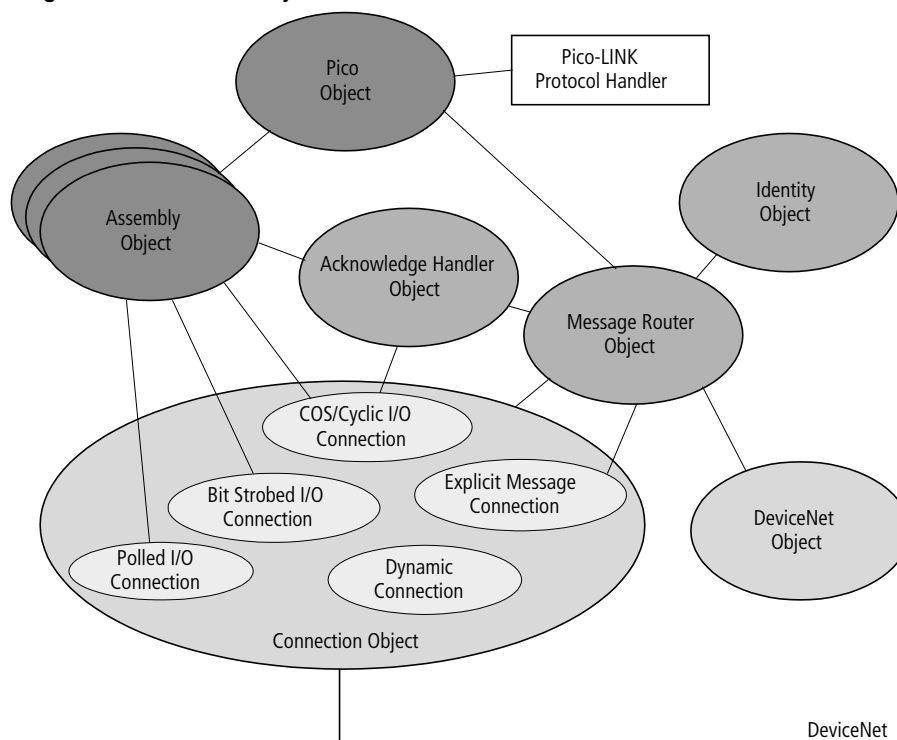 Pico
Object
Pico-LINK
Protocol Handler
Identity
Object
Assembly
Object
Acknowledge Handler
Object
Message Router
Object
COS/Cyclic I/O
Connection
Explicit Message
Connection
Bit Strobed I/O
Connection
DeviceNet
Object
Polled I/O
Connection
Dynamic
Connection
Connection Object
DeviceNet